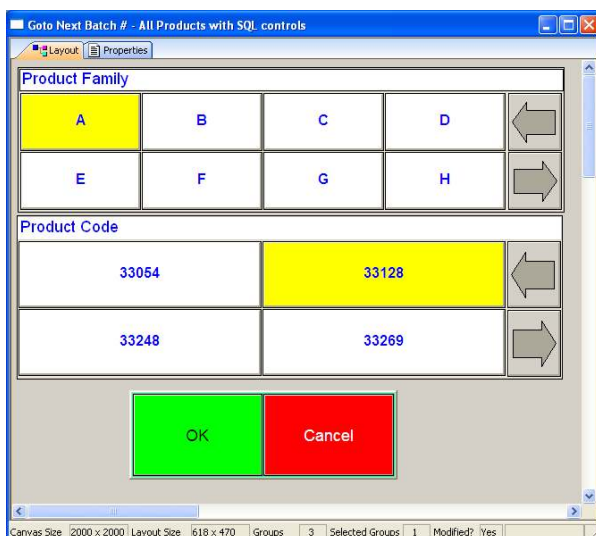 Goto Next Batch # - All Products with SQL controls
Layout Properties
Product Family
A B C D
E F G H
Product Code
33054 33128
33248 33269
OK Cancel
Canvas Size 2000 x 2000 Layout Size 618 x 470 Groups 3 Selected Groups 1 Modified? Yes